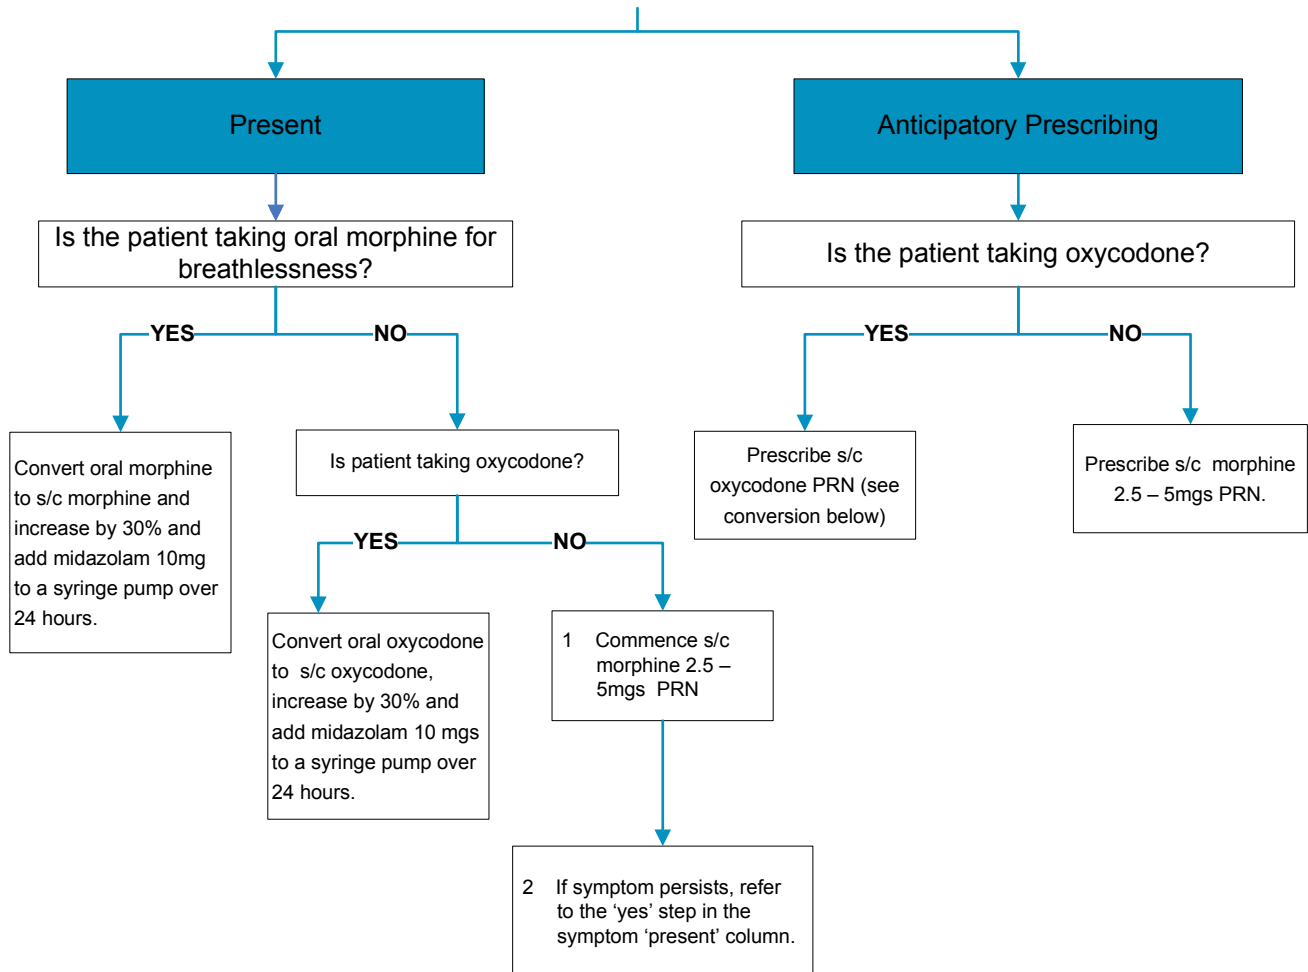 Present
Anticipatory Prescribing
Is the patient taking oral morphine for
breathlessness?
Is the patient taking oxycodone?
YES
NO
YES
NO
Convert oral morphine
to s/c morphine and
increase by 30% and
add midazolam 10mg
to a syringe pump over
24 hours.
Is patient taking oxycodone?
Prescribe s/c
oxycodone PRN (see
conversion below)
Prescribe s/c morphine
2.5 – 5mgs PRN.
YES
NO
Convert oral oxycodone
to s/c oxycodone,
increase by 30% and
add midazolam 10 mgs
to a syringe pump over
24 hours.
1 Commence s/c
morphine 2.5 –
5mgs PRN
2 If symptom persists, refer
to the ‘yes’ step in the
symptom ‘present’ column.